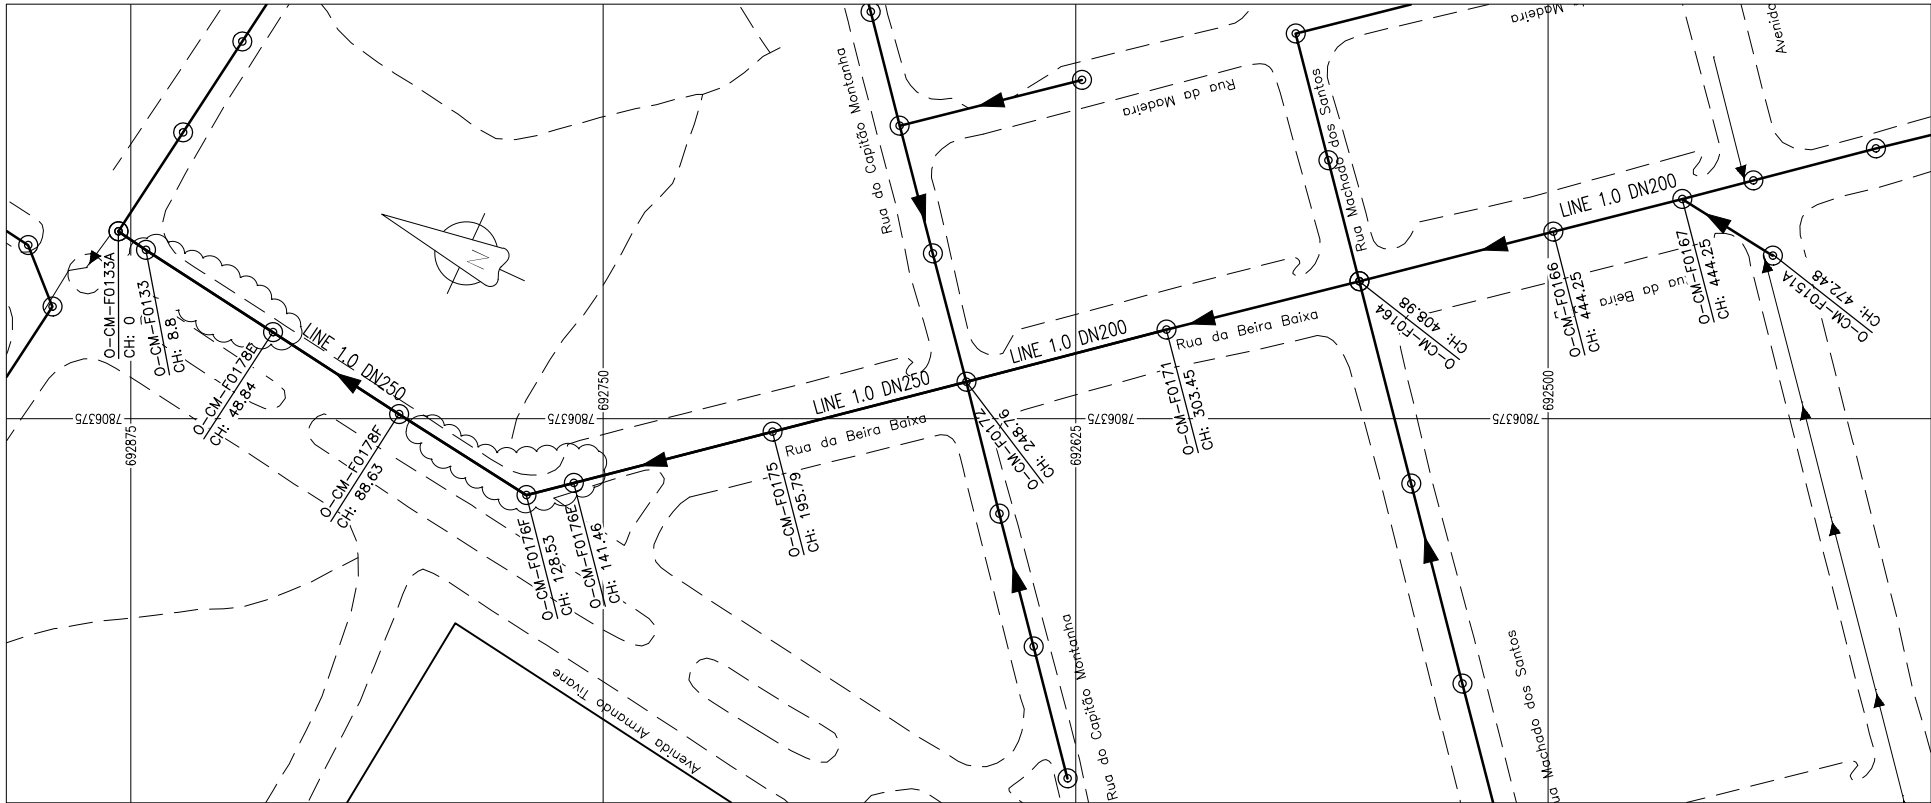 Rua da Madeira
Avenida
Rua do Capitão Montanha
Rua Machado dos Santos
Rua da Madeira
LINE 1.0 DN200
O-CM-F0133A
CH: 0
O-CM-F0133
CH: 8.8
N
O-CM-F0167
CH: 444.25
O-CM-F0151A
CH: 472.48
O-CM-F0166
CH: 444.25
Rua da Beira
O-CM-F0164
CH: 408.98
LINE 1.0 DN200
Rua da Beira Baixa
LINE 1.0 DN250
O-CM-F0178E
CH: 48.84
O-CM-F0171
CH: 303.45
LINE 1.0 DN250
Rua da Beira Baixa
O-CM-F0172
CH: 248.76
7806375
7806375
7806375
7806375
692875
692750
692625
692500
O-CM-F0178F
CH: 88.63
O-CM-F0175
CH: 195.79
O-CM-F0176F
CH: 128.53
O-CM-F0176E
CH: 141.46
Avenida Armando Tivane
Rua do Capitão Montanha
ua Machado dos Santos